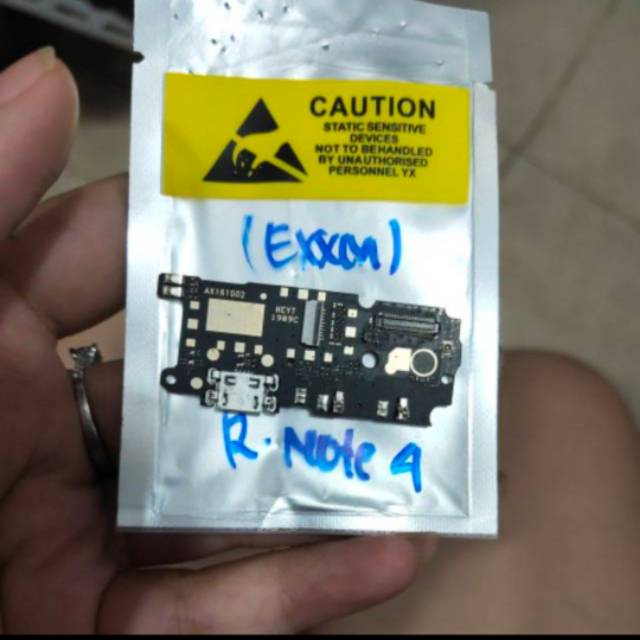 CAUTION
STATIC SENSITIVE
DEVICES
NOT TO BE HANDLED
BY UNAUTHORISED
PERSONNEL YX
(Exxon)
AX161002
HCYT
1909C
R. Note 4